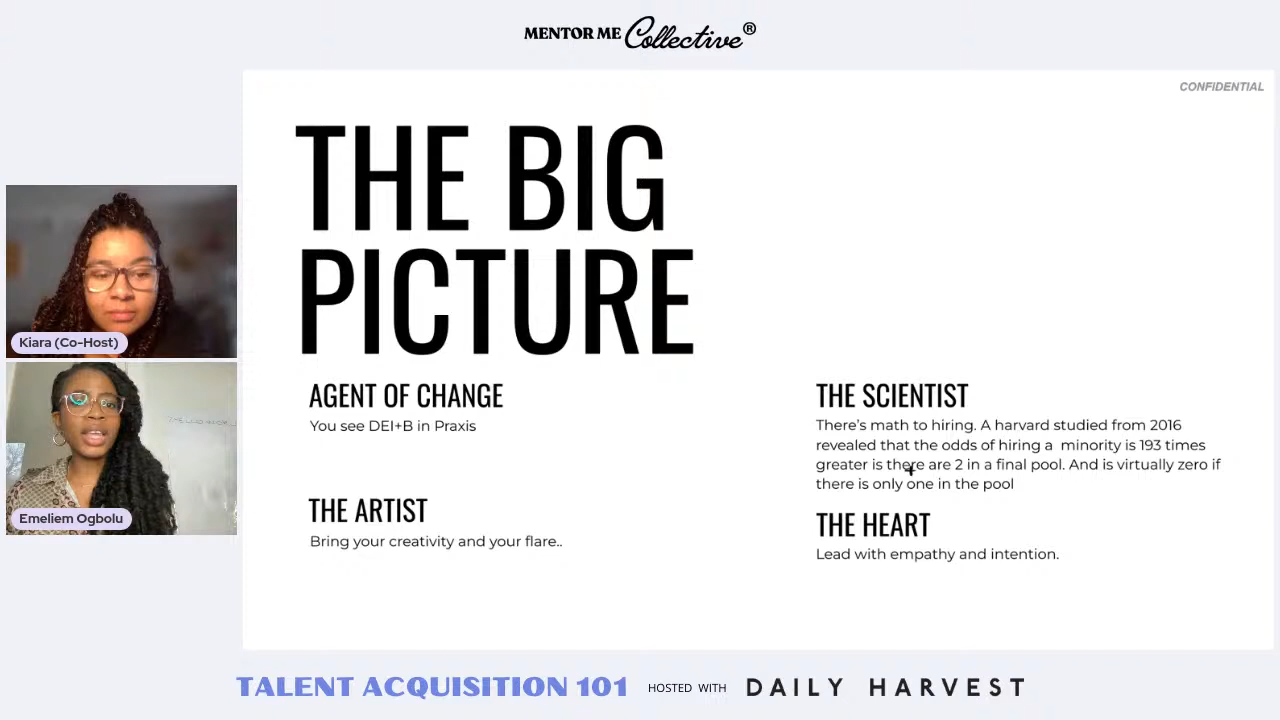 MENTOR ME Collective®
CONFIDENTIAL
THE BIG
PICTURE
AGENT OF CHANGE
You see DEI+B in Praxis
THE ARTIST
Bring your creativity and your flare..
THE SCIENTIST
There's math to hiring. A harvard studied from 2016
revealed that the odds of hiring a  minority is 193 times
greater is there are 2 in a final pool. And is virtually zero if
there is only one in the pool
THE HEART
Lead with empathy and intention.
Kiara (Co-Host)
Emeliem Ogbolu
TALENT ACQUISITION 101 HOSTED WITH DAILY HARVEST